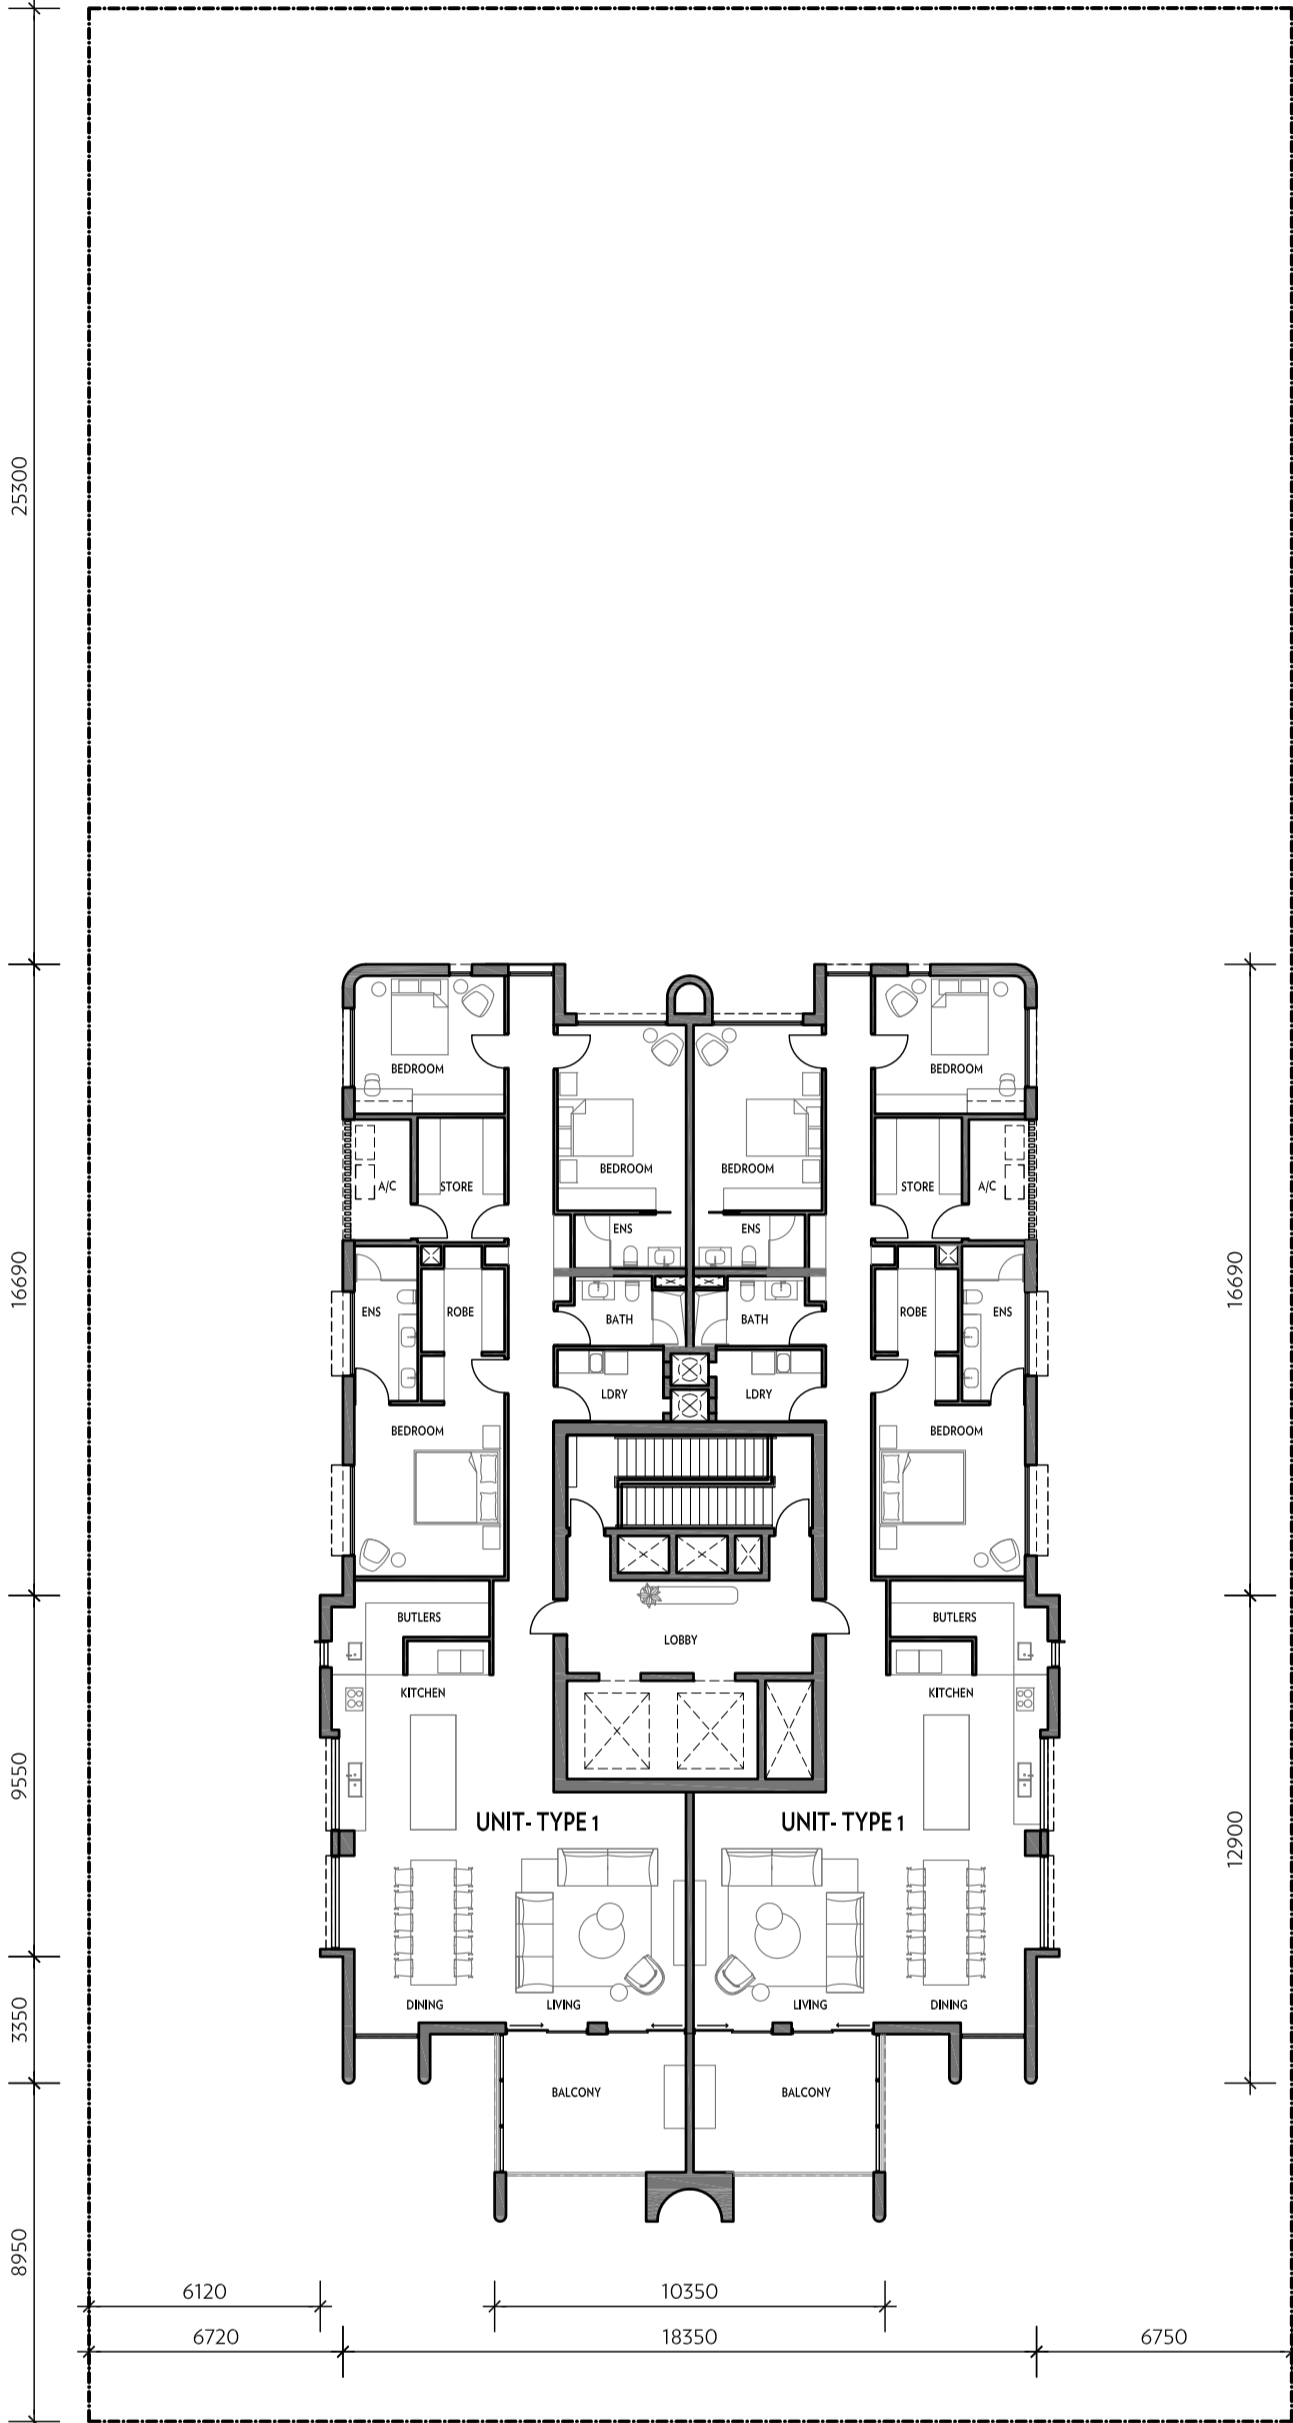 25300
BEDROOM
BEDROOM
BEDROOM
BEDROOM
A/C
STORE
STORE
A/C
ENS
ENS
16690
16690
ENS
ROBE
BATH
BATH
ROBE
ENS
LDRY
LDRY
BEDROOM
BEDROOM
BUTLERS
BUTLERS
LOBBY
KITCHEN
KITCHEN
9550
UNIT- TYPE 1
UNIT- TYPE 1
12900
3350
DINING
LIVING
LIVING
DINING
BALCONY
BALCONY
8950
6120
10350
6720
18350
6750